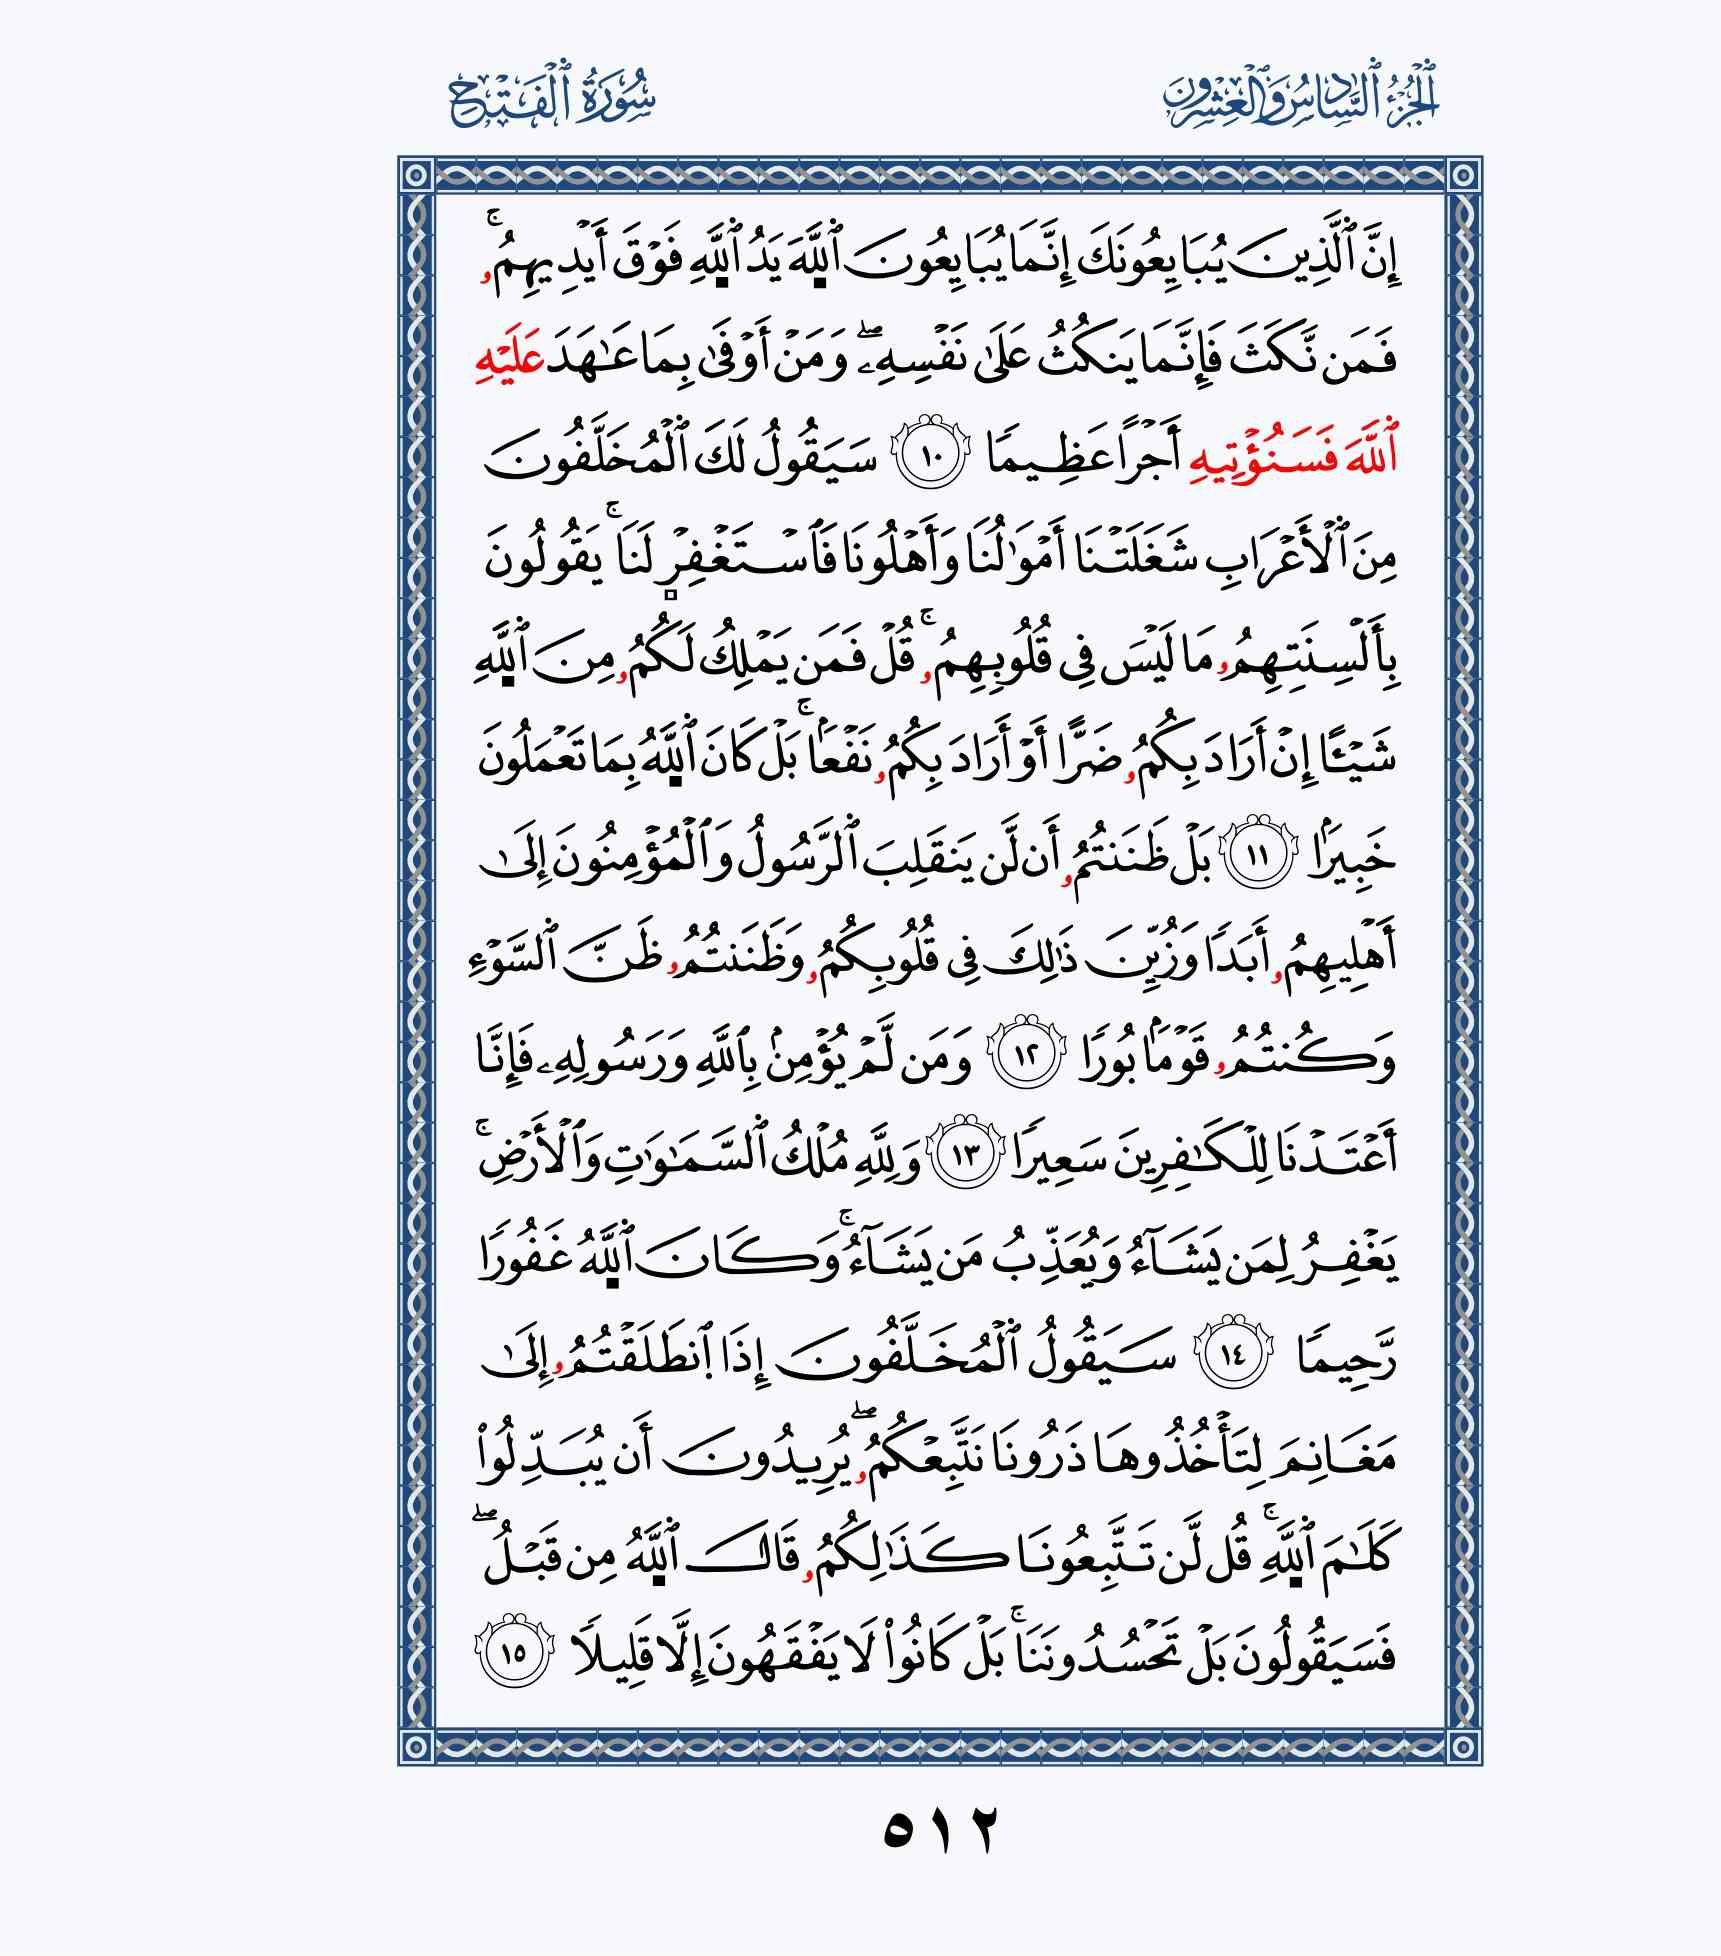 الجُزْءُ ٱلسَّادِسُ وَٱلْعِشْرُونَ
سُورَةُ ٱلْفَتْحِ
إِنَّ ٱلَّذِينَ يُبَايِعُونَكَ إِنَّمَا يُبَايِعُونَ ٱللَّهَ يَدُ ٱللَّهِ فَوْقَ أَيْدِيهِمُۥۚ
فَمَن نَّكَثَ فَإِنَّمَا يَنكُثُ عَلَىٰ نَفْسِهِۦۖ وَمَنْ أَوْفَىٰ بِمَا عَـٰهَدَ عَلَيْهِ
ٱللَّهَ فَسَنُؤْتِيهِ أَجْرًا عَظِيمًا ١٠ سَيَقُولُ لَكَ ٱلْمُخَلَّفُونَ
مِنَ ٱلْأَعْرَابِ شَغَلَتْنَا أَمْوَٰلُنَا وَأَهْلُونَا فَٱسْتَغْفِرْ لَنَاۚ يَقُولُونَ
بِأَلْسِنَتِهِمُۥ مَا لَيْسَ فِى قُلُوبِهِمُۥۚ قُلْ فَمَن يَمْلِكُ لَكُمُۥ مِنَ ٱللَّهِ
شَيْـًٔا إِنْ أَرَادَ بِكُمُۥ ضَرًّا أَوْ أَرَادَ بِكُمُۥ نَفْعَۢاۚ بَلْ كَانَ ٱللَّهُ بِمَا تَعْمَلُونَ
خَبِيرَۢا ١١ بَلْ ظَنَنتُمُۥ أَن لَّن يَنقَلِبَ ٱلرَّسُولُ وَٱلْمُؤْمِنُونَ إِلَىٰ
أَهْلِيهِمُۥ أَبَدًا وَزُيِّنَ ذَٰلِكَ فِى قُلُوبِكُمُۥ وَظَنَنتُمُۥ ظَنَّ ٱلسَّوْءِ
وَكُنتُمُۥ قَوْمَۢا بُورًا ١٢ وَمَن لَّمْ يُؤْمِنۢ بِٱللَّهِ وَرَسُولِهِۦ فَإِنَّا
أَعْتَدْنَا لِلْكَـٰفِرِينَ سَعِيرًا ١٣ وَلِلَّهِ مُلْكُ ٱلسَّمَـٰوَٰتِ وَٱلْأَرْضِۚ
يَغْفِرُ لِمَن يَشَآءُ وَيُعَذِّبُ مَن يَشَآءُۚ وَكَانَ ٱللَّهُ غَفُورًا
رَّحِيمًا ١٤ سَيَقُولُ ٱلْمُخَلَّفُونَ إِذَا ٱنطَلَقْتُمُۥ إِلَىٰ
مَغَانِمَ لِتَأْخُذُوهَا ذَرُونَا نَتَّبِعْكُمُۥۖ يُرِيدُونَ أَن يُبَدِّلُوا۟
كَلَـٰمَ ٱللَّهِۚ قُل لَّن تَتَّبِعُونَا كَذَٰلِكُمُۥ قَالَ ٱللَّهُ مِن قَبْلُۖ
فَسَيَقُولُونَ بَلْ تَحْسُدُونَنَاۚ بَلْ كَانُوا۟ لَا يَفْقَهُونَ إِلَّا قَلِيلًا ١٥
٥١٢